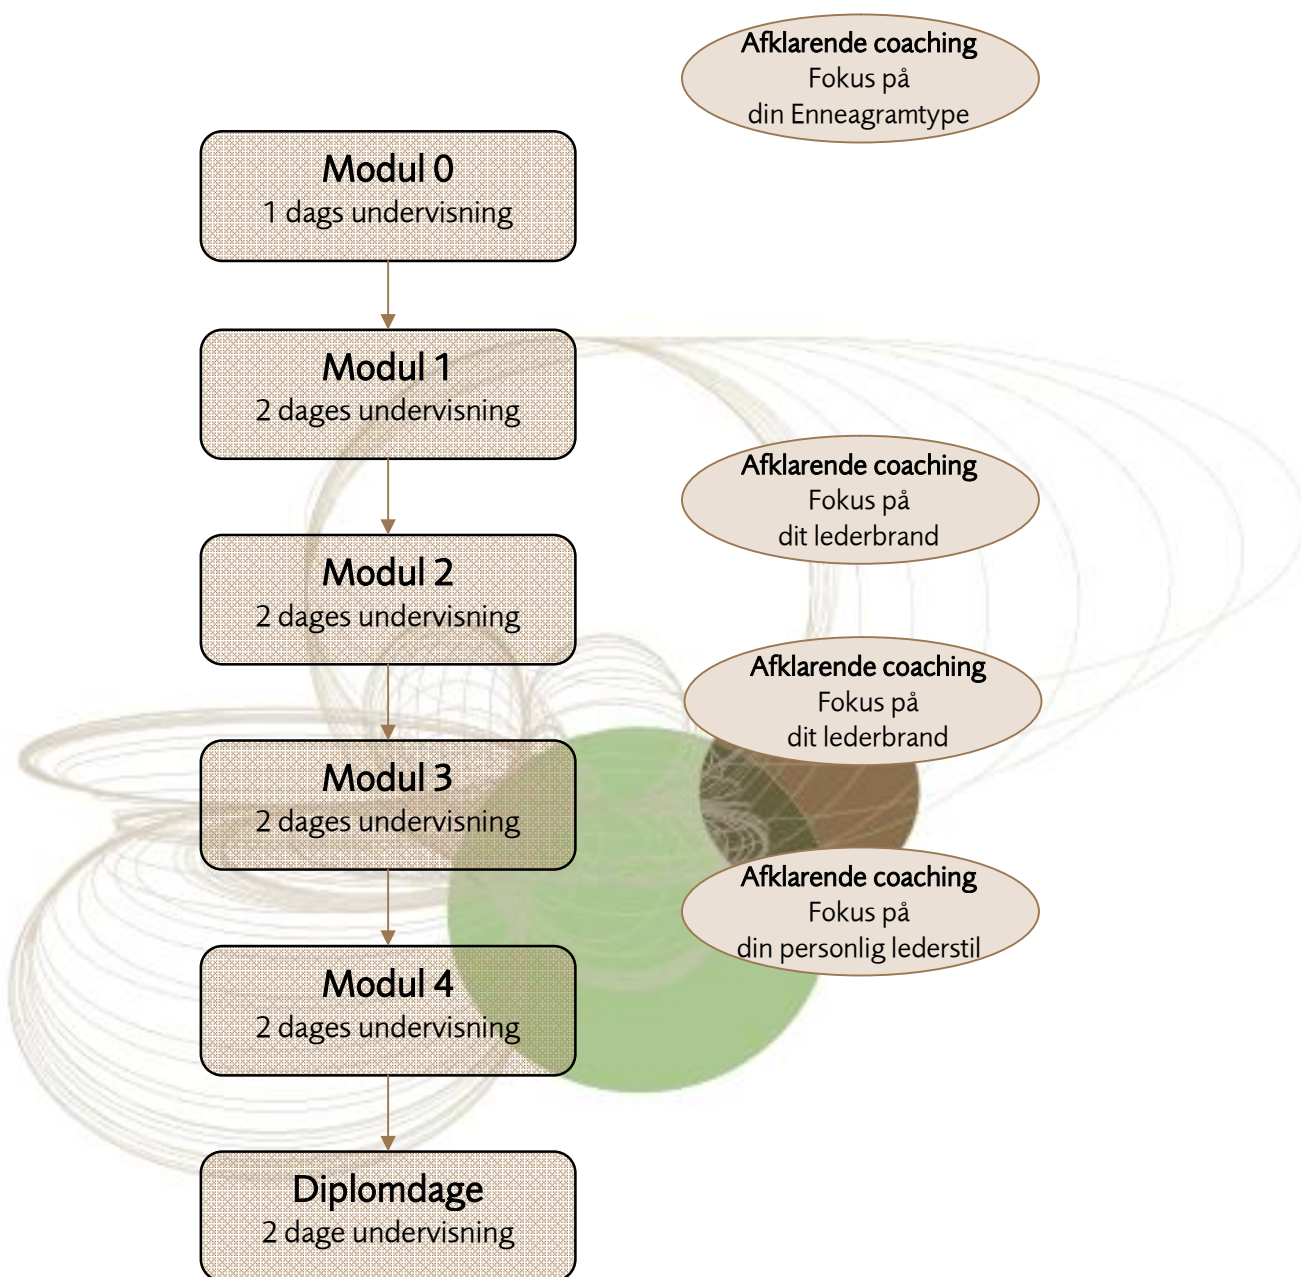 Afklarende coaching
Fokus på
din Enneagramtype
Modul 0
1 dags undervisning
Modul 1
2 dages undervisning
Afklarende coaching
Fokus på
dit lederbrand
Modul 2
2 dages undervisning
Afklarende coaching
Fokus på
dit lederbrand
Modul 3
2 dages undervisning
Afklarende coaching
Fokus på
din personlig lederstil
Modul 4
2 dages undervisning
Diplomdage
2 dage undervisning